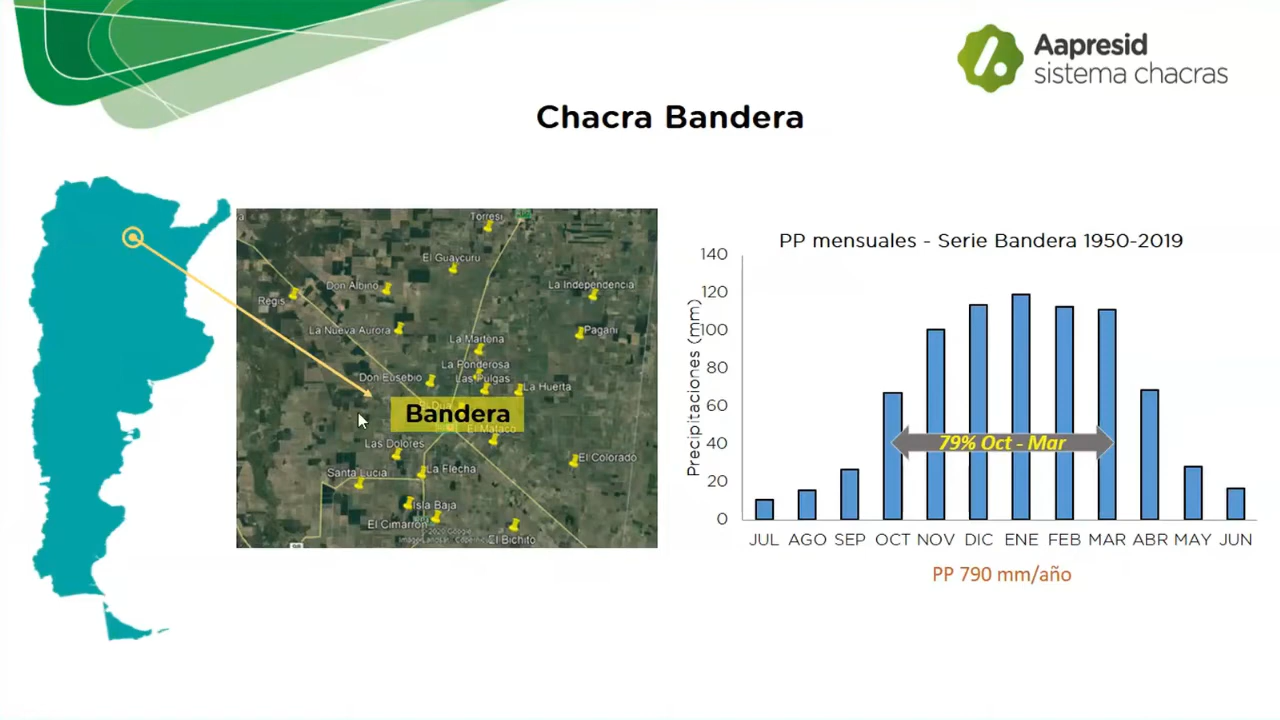 Aapresid
sistema chacras
Chacra Bandera
Torresi
El Guaycuru
Don Albino
La Independencia
Regis
La Nueva Aurora
Pagani
La Martena
La Ponderosa
Don Eusebio
Las Pulgas
La Huerta
Bandera
El Mataco
Las Dolores
El Colorado
Santa Lucia
La Flecha
Isla Baja
El Cimarron
El Bichito
PP mensuales - Serie Bandera 1950-2019
Precipitaciones (mm)
140
120
100
80
60
40
20
0
79% Oct - Mar
JUL AGO SEP OCT NOV DIC ENE FEB MAR ABR MAY JUN
PP 790 mm/año